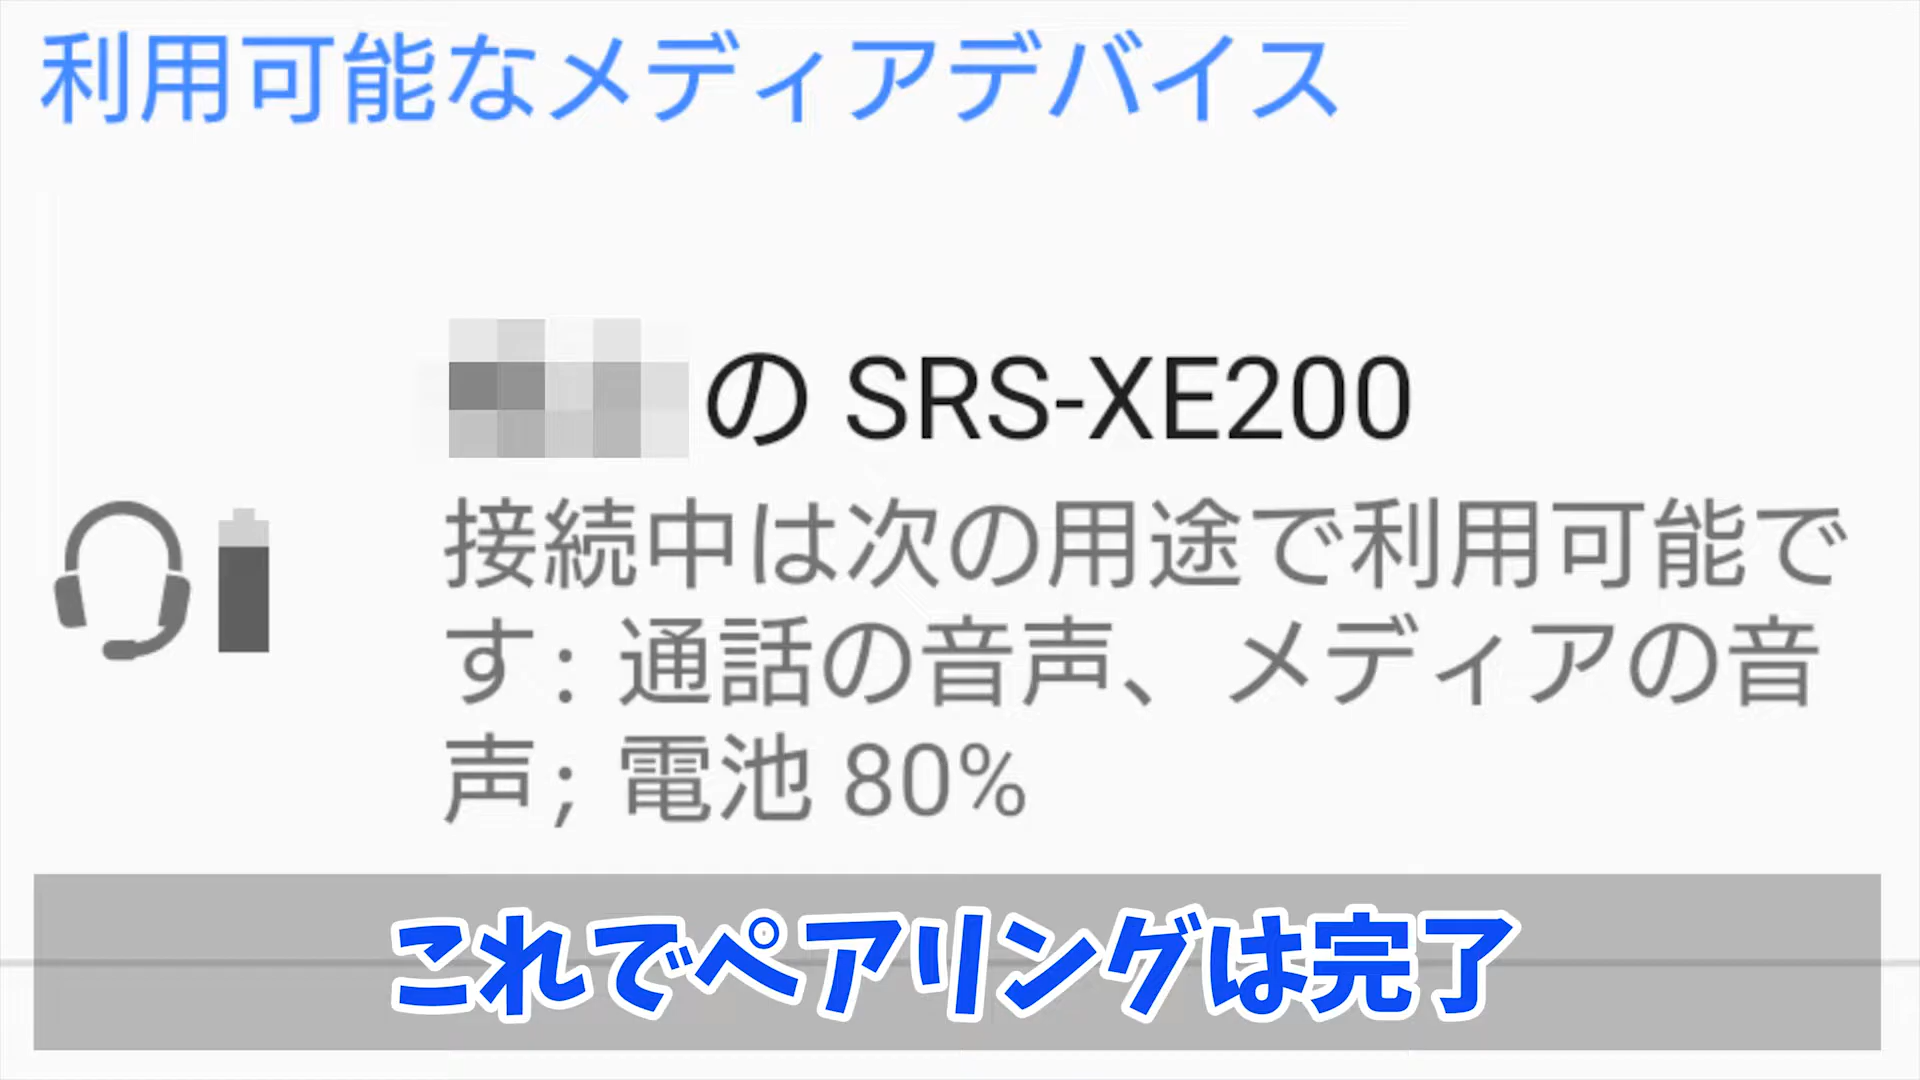 利用可能なメディアデバイス
の SRS-XE200
接続中は次の用途で利用可能で
す: 通話の音声、メディアの音
声; 電池 80%
これでペアリングは完了